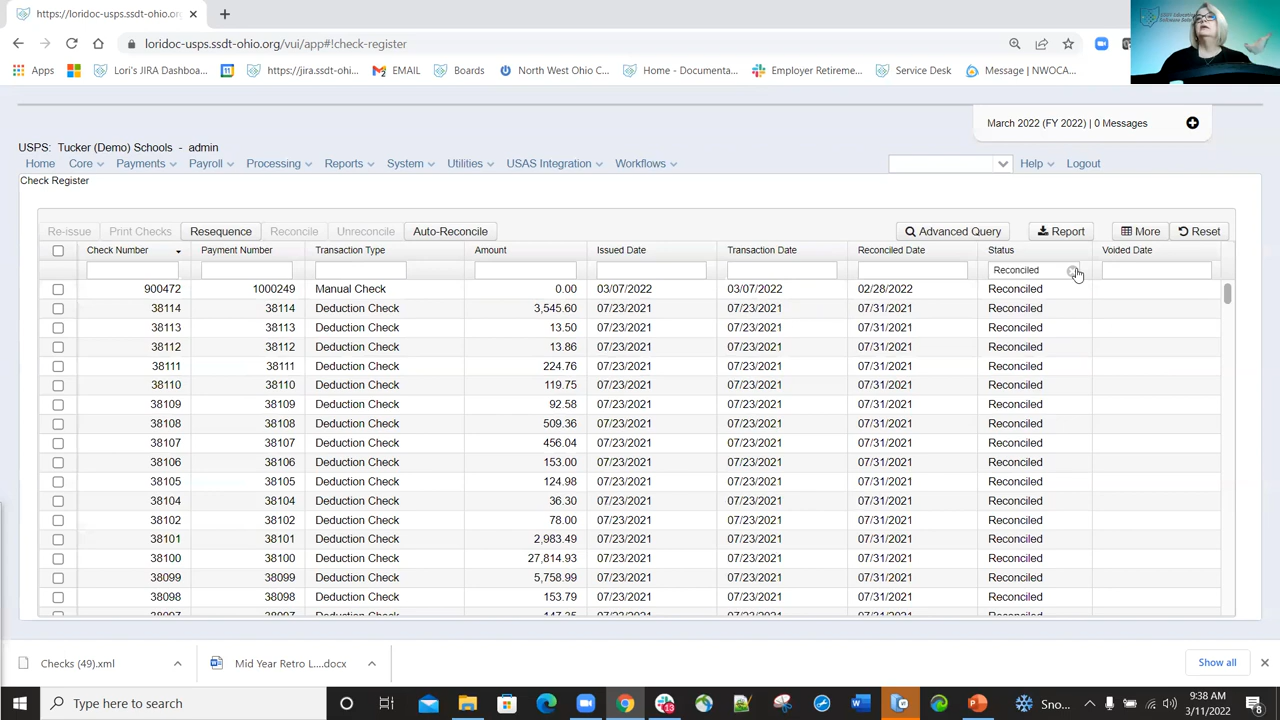 https://loridoc-usps.ssdt-ohio.org/
loridoc-usps.ssdt-ohio.org/vui/app#!check-register
Apps Lori's JIRA Dashboa... https://jira.ssdt-ohi... EMAIL Boards North West Ohio C... Home - Documenta... Employer Retireme... Service Desk Message | NWOCA...
March 2022 (FY 2022) | 0 Messages
USPS: Tucker (Demo) Schools - admin
Home Core Payments Payroll Processing Reports System Utilities USAS Integration Workflows Help Logout
Check Register
Re-issue Print Checks Resequence Reconcile Unreconcile Auto-Reconcile Advanced Query Report More Reset
Check Number Payment Number Transaction Type Amount Issued Date Transaction Date Reconciled Date Status Voided Date
Reconciled
900472 1000249 Manual Check 0.00 03/07/2022 03/07/2022 02/28/2022 Reconciled
38114 38114 Deduction Check 3,545.60 07/23/2021 07/23/2021 07/31/2021 Reconciled
38113 38113 Deduction Check 13.50 07/23/2021 07/23/2021 07/31/2021 Reconciled
38112 38112 Deduction Check 13.86 07/23/2021 07/23/2021 07/31/2021 Reconciled
38111 38111 Deduction Check 224.76 07/23/2021 07/23/2021 07/31/2021 Reconciled
38110 38110 Deduction Check 119.75 07/23/2021 07/23/2021 07/31/2021 Reconciled
38109 38109 Deduction Check 92.58 07/23/2021 07/23/2021 07/31/2021 Reconciled
38108 38108 Deduction Check 509.36 07/23/2021 07/23/2021 07/31/2021 Reconciled
38107 38107 Deduction Check 456.04 07/23/2021 07/23/2021 07/31/2021 Reconciled
38106 38106 Deduction Check 153.00 07/23/2021 07/23/2021 07/31/2021 Reconciled
38105 38105 Deduction Check 124.98 07/23/2021 07/23/2021 07/31/2021 Reconciled
38104 38104 Deduction Check 36.30 07/23/2021 07/23/2021 07/31/2021 Reconciled
38102 38102 Deduction Check 78.00 07/23/2021 07/23/2021 07/31/2021 Reconciled
38101 38101 Deduction Check 2,983.49 07/23/2021 07/23/2021 07/31/2021 Reconciled
38100 38100 Deduction Check 27,814.93 07/23/2021 07/23/2021 07/31/2021 Reconciled
38099 38099 Deduction Check 5,758.99 07/23/2021 07/23/2021 07/31/2021 Reconciled
38098 38098 Deduction Check 153.79 07/23/2021 07/23/2021 07/31/2021 Reconciled
38097 38097 Deduction Check 147.35 07/23/2021 07/23/2021 07/31/2021 Reconciled
Checks (49).xml Mid Year Retro L....docx Show all
Type here to search Sno... 9:38 AM
3/11/2022